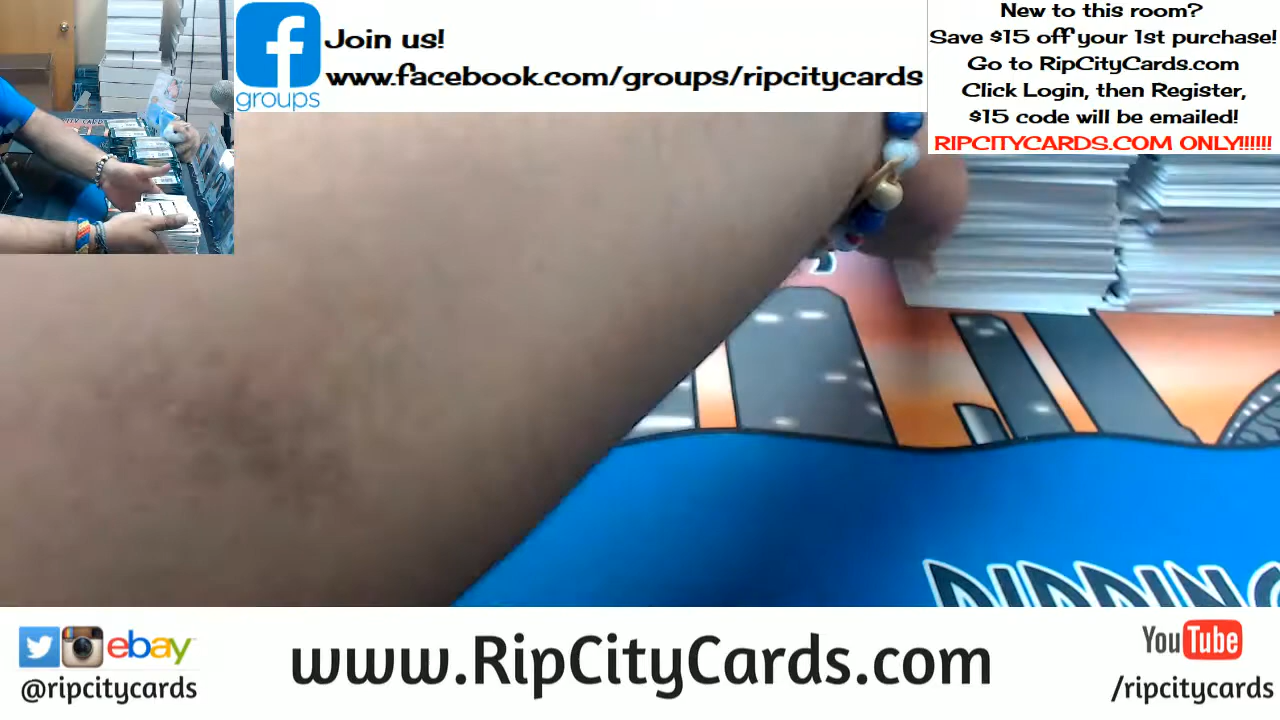 groups
Join us!
www.facebook.com/groups/ripcitycards
New to this room?
Save $15 off your 1st purchase!
Go to RipCityCards.com
Click Login, then Register,
$15 code will be emailed!
RIPCITYCARDS.COM ONLY!!!!!!
ebay
@ripcitycards
www.RipCityCards.com
YouTube
/ripcitycards